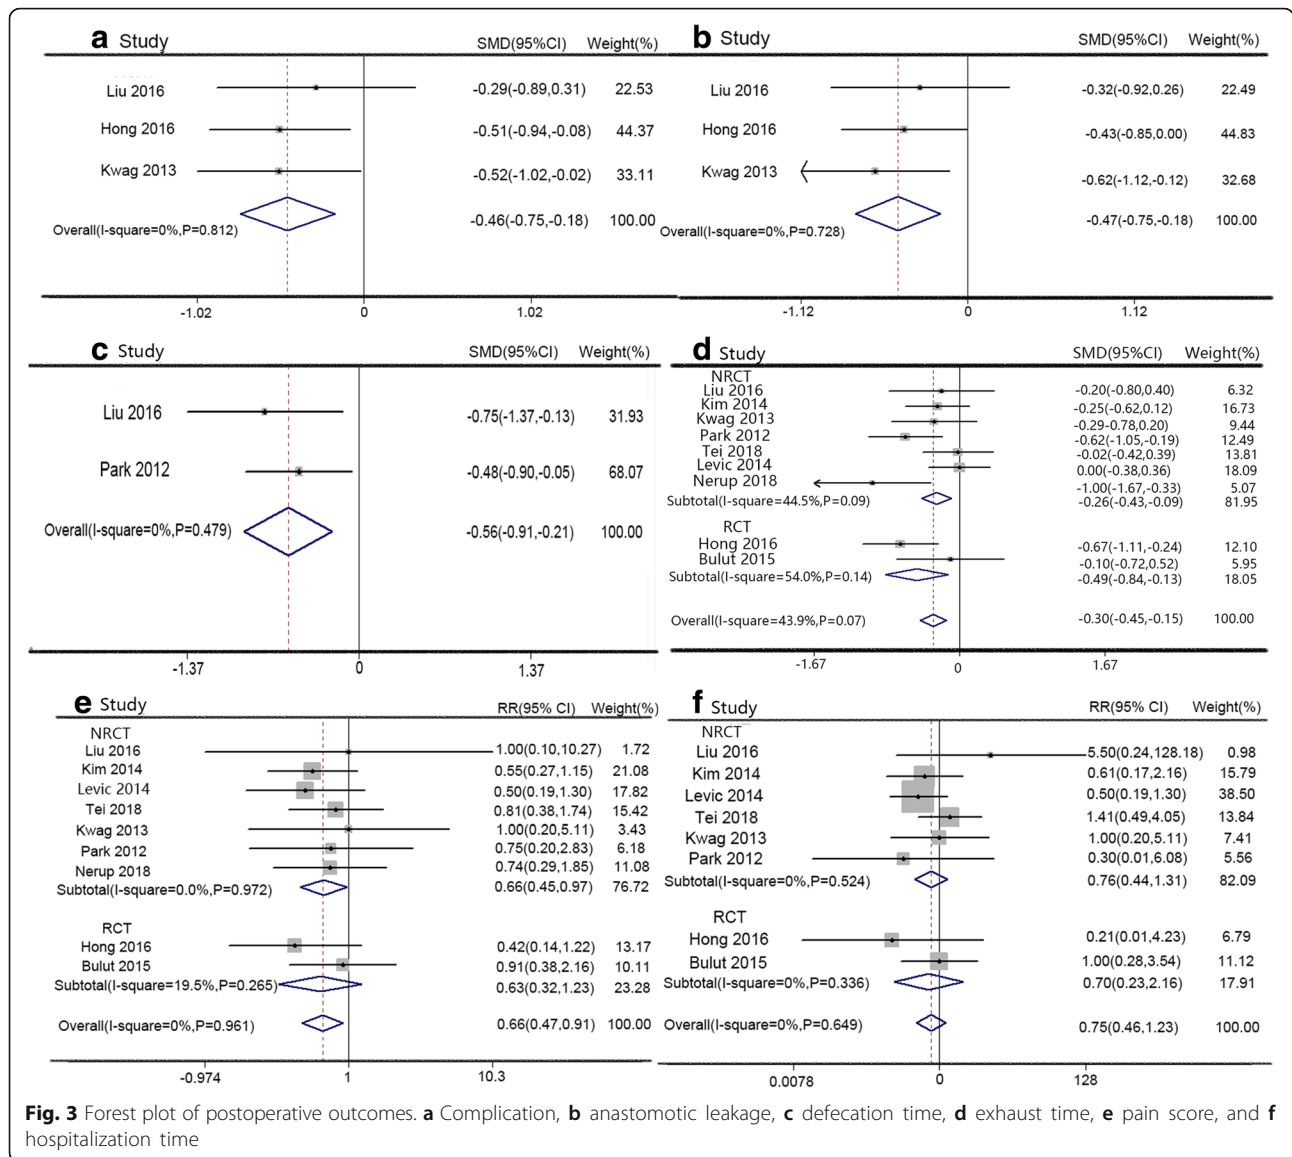 a Study SMD(95%CI) Weight(%)
Liu 2016 -0.29(-0.89,0.31) 22.53
Hong 2016 -0.51(-0.94,-0.08) 44.37
Kwag 2013 -0.52(-1.02,-0.02) 33.11
-0.46(-0.75,-0.18) 100.00
Overall(I-square=0%,P=0.812)
-1.02 0 1.02
b Study SMD(95%CI) Weight(%)
Liu 2016 -0.32(-0.92,0.26) 22.49
Hong 2016 -0.43(-0.85,0.00) 44.83
Kwag 2013 -0.62(-1.12,-0.12) 32.68
-0.47(-0.75,-0.18) 100.00
Overall(I-square=0%,P=0.728)
-1.12 0 1.12
c Study SMD(95%CI) Weight(%)
Liu 2016 -0.75(-1.37,-0.13) 31.93
Park 2012 -0.48(-0.90,-0.05) 68.07
Overall(I-square=0%,P=0.479) -0.56(-0.91,-0.21) 100.00
-1.37 0 1.37
d Study SMD(95%CI) Weight(%)
NRCT
Liu 2016 -0.20(-0.80,0.40) 6.32
Kim 2014 -0.25(-0.62,0.12) 16.73
Kwag 2013 -0.29-0.78,0.20) 9.44
Park 2012 -0.62(-1.05,-0.19) 12.49
Tei 2018 -0.02(-0.42,0.39) 13.81
Levic 2014 0.00(-0.38,0.36) 18.09
Nerup 2018 -1.00(-1.67,-0.33) 5.07
Subtotal(I-square=44.5%,P=0.09) -0.26(-0.43,-0.09) 81.95
RCT
Hong 2016 -0.67(-1.11,-0.24) 12.10
Bulut 2015 -0.10(-0.72,0.52) 5.95
Subtotal(I-square=54.0%,P=0.14) -0.49(-0.84,-0.13) 18.05
Overall(I-square=43.9%,P=0.07) -0.30(-0.45,-0.15) 100.00
-1.67 0 1.67
e Study RR(95% CI) Weight(%)
NRCT
Liu 2016 1.00(0.10,10.27) 1.72
Kim 2014 0.55(0.27,1.15) 21.08
Levic 2014 0.50(0.19,1.30) 17.82
Tei 2018 0.81(0.38,1.74) 15.42
Kwag 2013 1.00(0.20,5.11) 3.43
Park 2012 0.75(0.20,2.83) 6.18
Nerup 2018 0.74(0.29,1.85) 11.08
Subtotal(I-square=0.0%,P=0.972) 0.66(0.45,0.97) 76.72
RCT
Hong 2016 0.42(0.14,1.22) 13.17
Bulut 2015 0.91(0.38,2.16) 10.11
Subtotal(I-square=19.5%,P=0.265) 0.63(0.32,1.23) 23.28
Overall(I-square=0%,P=0.961) 0.66(0.47,0.91) 100.00
-0.974 1 10.3
f Study RR(95% CI) Weight(%)
NRCT
Liu 2016 5.50(0.24,128.18) 0.98
Kim 2014 0.61(0.17,2.16) 15.79
Levic 2014 0.50(0.19,1.30) 38.50
Tei 2018 1.41(0.49,4.05) 13.84
Kwag 2013 1.00(0.20,5.11) 7.41
Park 2012 0.30(0.01,6.08) 5.56
Subtotal(I-square=0%,P=0.524) 0.76(0.44,1.31) 82.09
RCT
Hong 2016 0.21(0.01,4.23) 6.79
Bulut 2015 1.00(0.28,3.54) 11.12
Subtotal(I-square=0%,P=0.336) 0.70(0.23,2.16) 17.91
Overall(I-square=0%,P=0.649) 0.75(0.46,1.23) 100.00
0.0078 0 128
Fig. 3 Forest plot of postoperative outcomes. a Complication, b anastomotic leakage, c defecation time, d exhaust time, e pain score, and f
hospitalization time